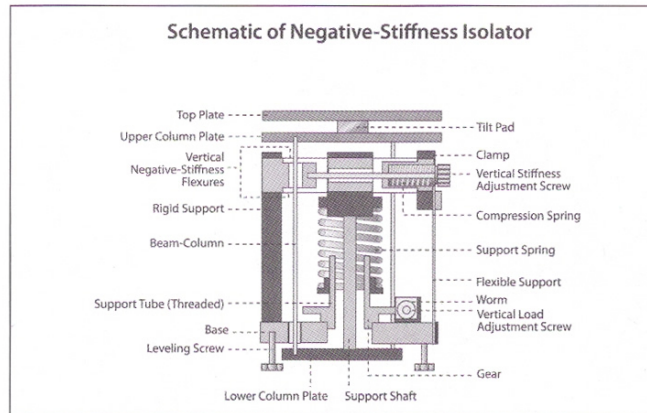 Schematic of Negative-Stiffness Isolator
Top Plate
Upper Column Plate
Vertical
Negative-Stiffness
Flexures
Rigid Support
Beam-Column
Support Tube (Threaded)
Base
Leveling Screw
Lower Column Plate
Support Shaft
Tilt Pad
Clamp
Vertical Stiffness
Adjustment Screw
Compression Spring
Support Spring
Flexible Support
Worm
Vertical Load
Adjustment Screw
Gear